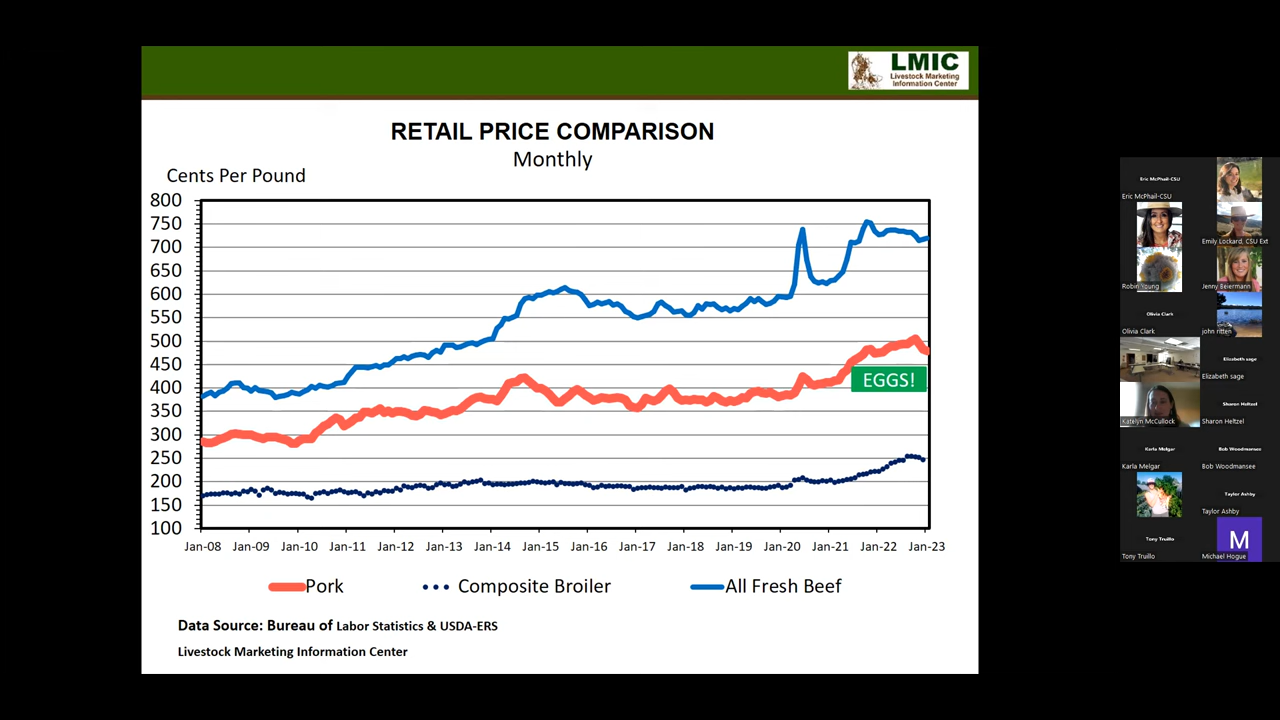 LMIC
Livestock Marketing
Information Center
RETAIL PRICE COMPARISON
Monthly
Cents Per Pound
800
750
700
650
600
550
500
450
400
350
300
250
200
150
100
EGGS!
Jan-08 Jan-09 Jan-10 Jan-11 Jan-12 Jan-13 Jan-14 Jan-15 Jan-16 Jan-17 Jan-18 Jan-19 Jan-20 Jan-21 Jan-22 Jan-23
Pork Composite Broiler All Fresh Beef
Data Source: Bureau of Labor Statistics & USDA-ERS
Livestock Marketing Information Center
Eric McPhail-CSU
Eric McPhail-CSU
Emily Lockard, CSU Ext
Robin Young
Jenny Beiermann
Olivia Clark
Olivia Clark
john ritten
Elizabeth sage
Elizabeth sage
Sharon Heltzel
Katelyn McCullock
Sharon Heltzel
Karla Melgar
Bob Woodmansee
Karla Melgar
Bob Woodmansee
Taylor Ashby
Taylor Ashby
Tony Truillo
M
Tony Truillo
Michael Hogue